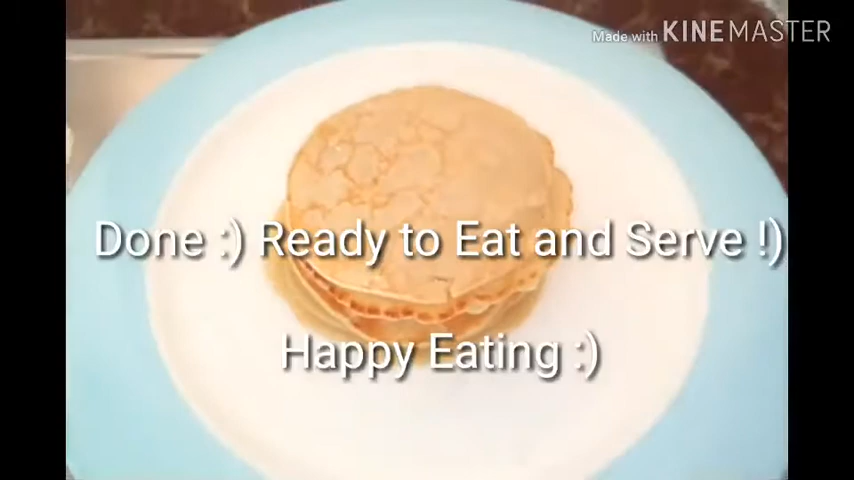 Made with KINEMASTER
Done :) Ready to Eat and Serve !)
Happy Eating :)